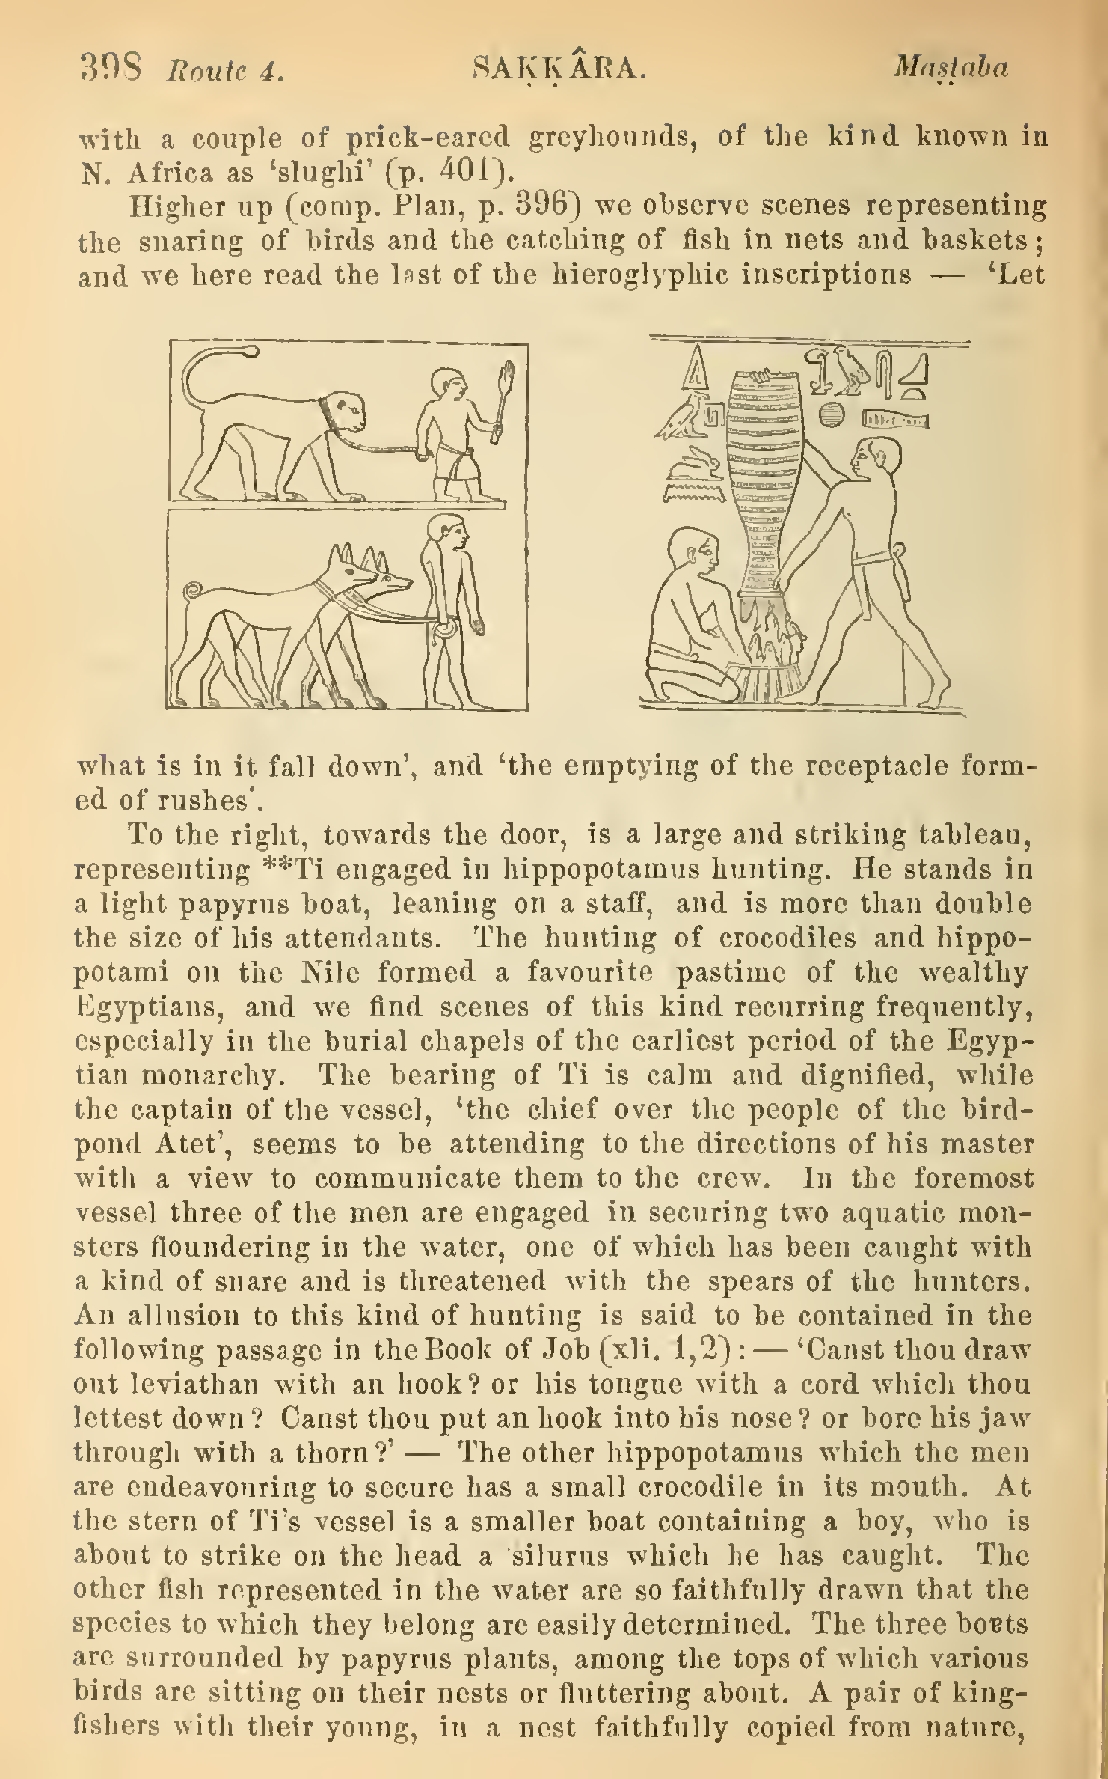 398 Route 4. SAḲḲÂRA. Maṣṭaba
with a couple of prick-eared greyhounds, of the kind known in
N. Africa as 'slughi' (p. 401).
Higher up (comp. Plan, p. 396) we observe scenes representing
the snaring of birds and the catching of fish in nets and baskets;
and we here read the last of the hieroglyphic inscriptions — 'Let
what is in it fall down', and 'the emptying of the receptacle form-
ed of rushes'.
To the right, towards the door, is a large and striking tableau,
representing **Ti engaged in hippopotamus hunting. He stands in
a light papyrus boat, leaning on a staff, and is more than double
the size of his attendants. The hunting of crocodiles and hippo-
potami on the Nile formed a favourite pastime of the wealthy
Egyptians, and we find scenes of this kind recurring frequently,
especially in the burial chapels of the earliest period of the Egyp-
tian monarchy. The bearing of Ti is calm and dignified, while
the captain of the vessel, 'the chief over the people of the bird-
pond Atet', seems to be attending to the directions of his master
with a view to communicate them to the crew. In the foremost
vessel three of the men are engaged in securing two aquatic mon-
sters floundering in the water, one of which has been caught with
a kind of snare and is threatened with the spears of the hunters.
An allusion to this kind of hunting is said to be contained in the
following passage in the Book of Job (xli. 1,2): — 'Canst thou draw
out leviathan with an hook? or his tongue with a cord which thou
lettest down? Canst thou put an hook into his nose? or bore his jaw
through with a thorn?' — The other hippopotamus which the men
are endeavouring to secure has a small crocodile in its mouth. At
the stern of Ti's vessel is a smaller boat containing a boy, who is
about to strike on the head a silurus which he has caught. The
other fish represented in the water are so faithfully drawn that the
species to which they belong are easily determined. The three boats
are surrounded by papyrus plants, among the tops of which various
birds are sitting on their nests or fluttering about. A pair of king-
fishers with their young, in a nest faithfully copied from nature,